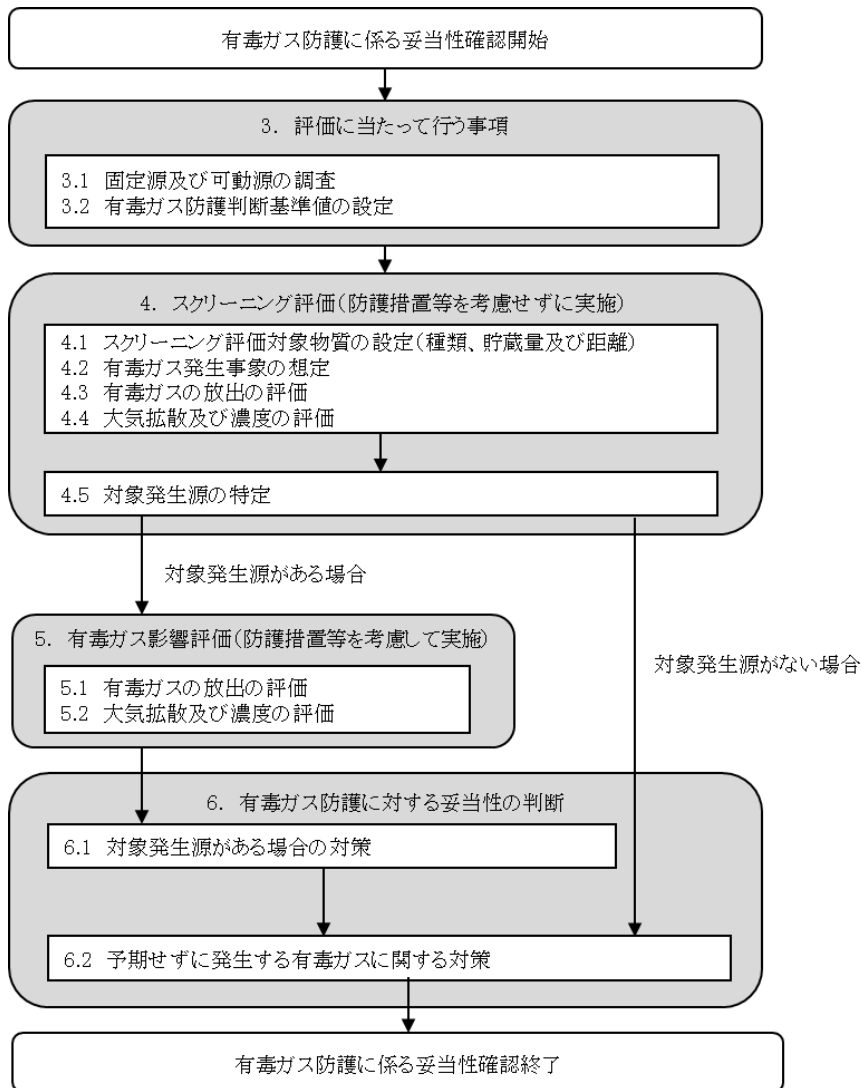 有毒ガス防護に係る妥当性確認開始
3. 評価に当たって行う事項
3.1 固定源及び可動源の調査
3.2 有毒ガス防護判断基準値の設定
4. スクリーニング評価(防護措置等を考慮せずに実施)
4.1 スクリーニング評価対象物質の設定(種類、貯蔵量及び距離)
4.2 有毒ガス発生事象の想定
4.3 有毒ガスの放出の評価
4.4 大気拡散及び濃度の評価
4.5 対象発生源の特定
対象発生源がある場合
5. 有毒ガス影響評価(防護措置等を考慮して実施)
対象発生源がない場合
5.1 有毒ガスの放出の評価
5.2 大気拡散及び濃度の評価
6. 有毒ガス防護に対する妥当性の判断
6.1 対象発生源がある場合の対策
6.2 予期せずに発生する有毒ガスに関する対策
有毒ガス防護に係る妥当性確認終了